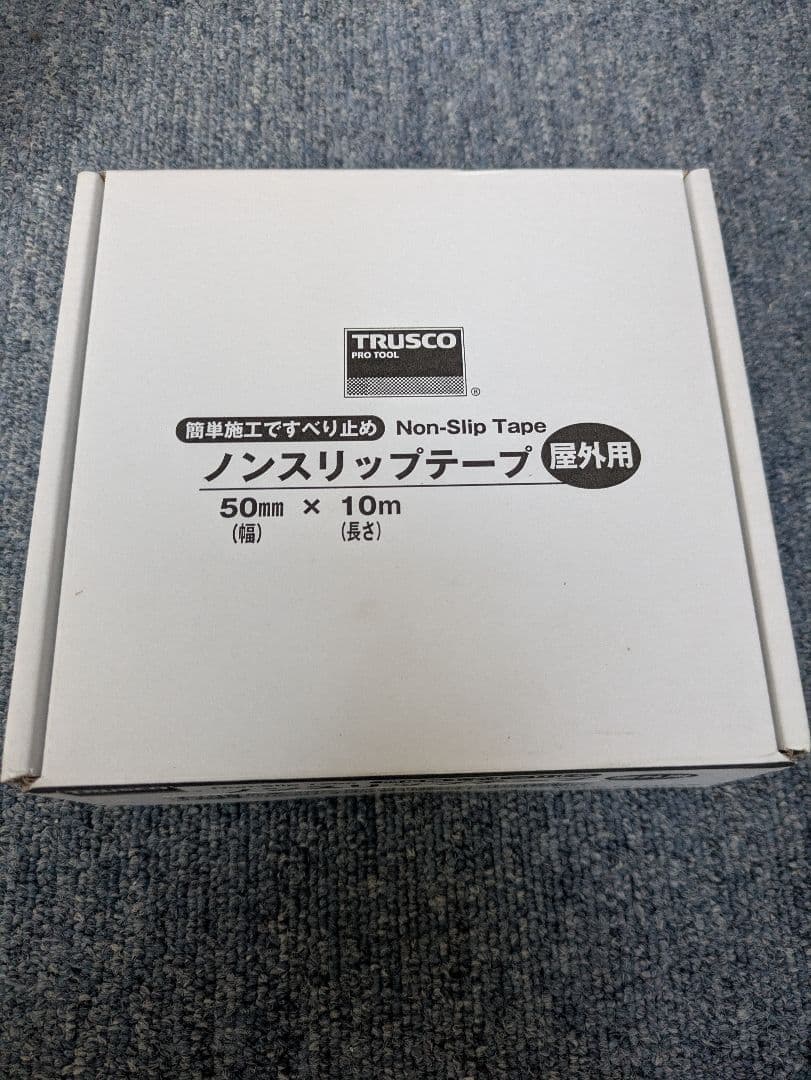 TRUSCO
PRO TOOL
®
簡単施工ですべり止め Non-Slip Tape
ノンスリップテープ 屋外用
50mm × 10m
(幅) (長さ)